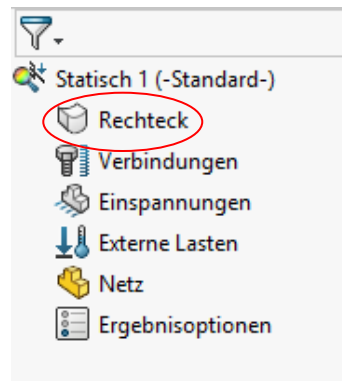 Statisch 1 (-Standard-)
Rechteck
Verbindungen
Einspannungen
Externe Lasten
Netz
Ergebnisoptionen